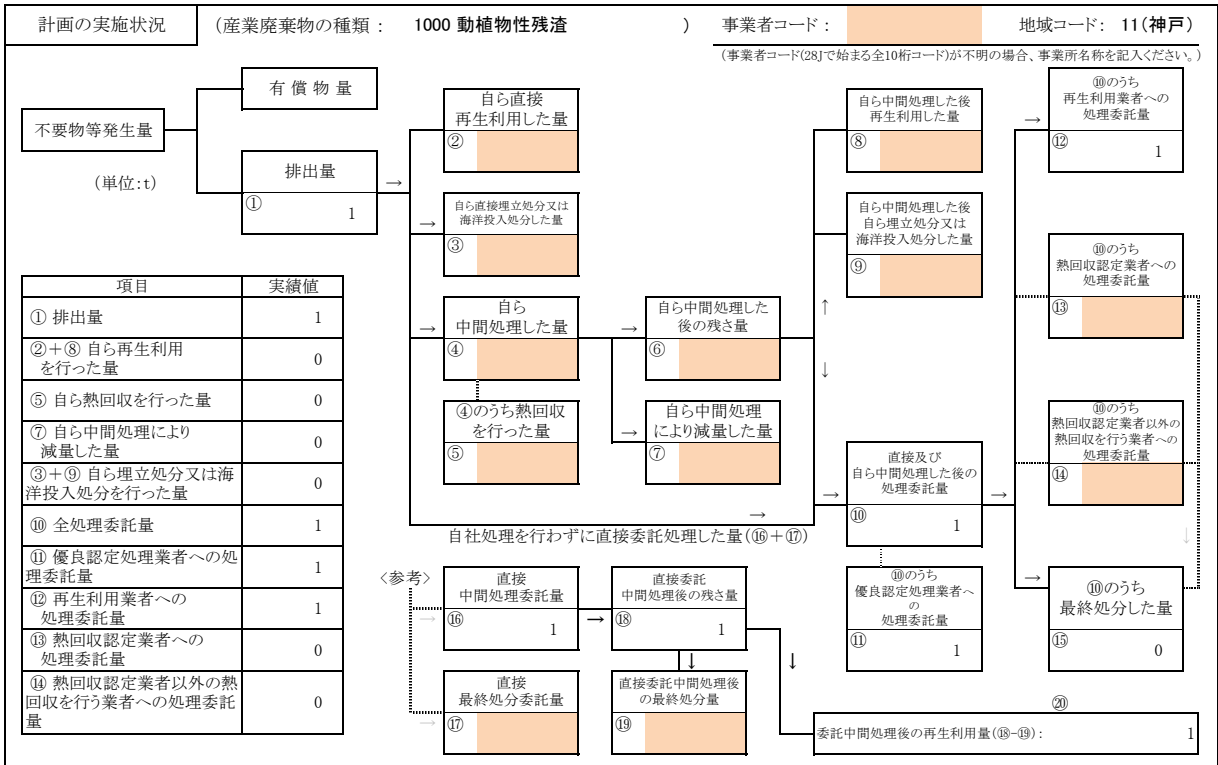 計画の実施状況
(産業廃棄物の種類： 1000 動植物性残渣 )
事業者コード：
地域コード： 11(神戸)
(事業者コード(28Jで始まる全10桁コード)が不明の場合、事業所名称を記入ください。)
不要物等発生量
(単位:t)
有 償 物 量
排出量
→
①
1
自ら直接
再生利用した量
②
→
自ら直接埋立処分又は
海洋投入処分した量
③
→
自ら
中間処理した量
④
④のうち熱回収
を行った量
⑤
→
自ら中間処理した
後の残さ量
⑥
→
自ら中間処理
により減量した量
⑦
自ら中間処理した後
再生利用した量
⑧
自ら中間処理した後
自ら埋立処分又は
海洋投入処分した量
⑨
↑
↓
→
直接及び
自ら中間処理した後の
処理委託量
⑩
1
→
⑩のうち
優良認定処理業者へ
の
処理委託量
⑪
1
→
⑩のうち
再生利用業者への
処理委託量
⑫
1
⑩のうち
熱回収認定業者への
処理委託量
⑬
⑩のうち
熱回収認定業者以外の
熱回収を行う業者への
処理委託量
⑭
↓
→
⑩のうち
最終処分した量
⑮
0
→
自社処理を行わずに直接委託処理した量(⑯+⑰)
<参考>
→
直接
中間処理委託量
⑯
1
→
直接委託
中間処理後の残さ量
⑱
1
→
直接
最終処分委託量
⑰
↓
直接委託中間処理後
の最終処分量
⑲
↓
⑳
委託中間処理後の再生利用量(⑱-⑲)：
1
項目 実績値
① 排出量 1
②+⑧ 自ら再生利用
を行った量 0
⑤ 自ら熱回収を行った量 0
⑦ 自ら中間処理により
減量した量 0
③+⑨ 自ら埋立処分又は海
洋投入処分を行った量 0
⑩ 全処理委託量 1
⑪ 優良認定処理業者への処
理委託量 1
⑫ 再生利用業者への
処理委託量 1
⑬ 熱回収認定業者への
処理委託量 0
⑭ 熱回収認定業者以外の熱
回収を行う業者への処理委託
量 0